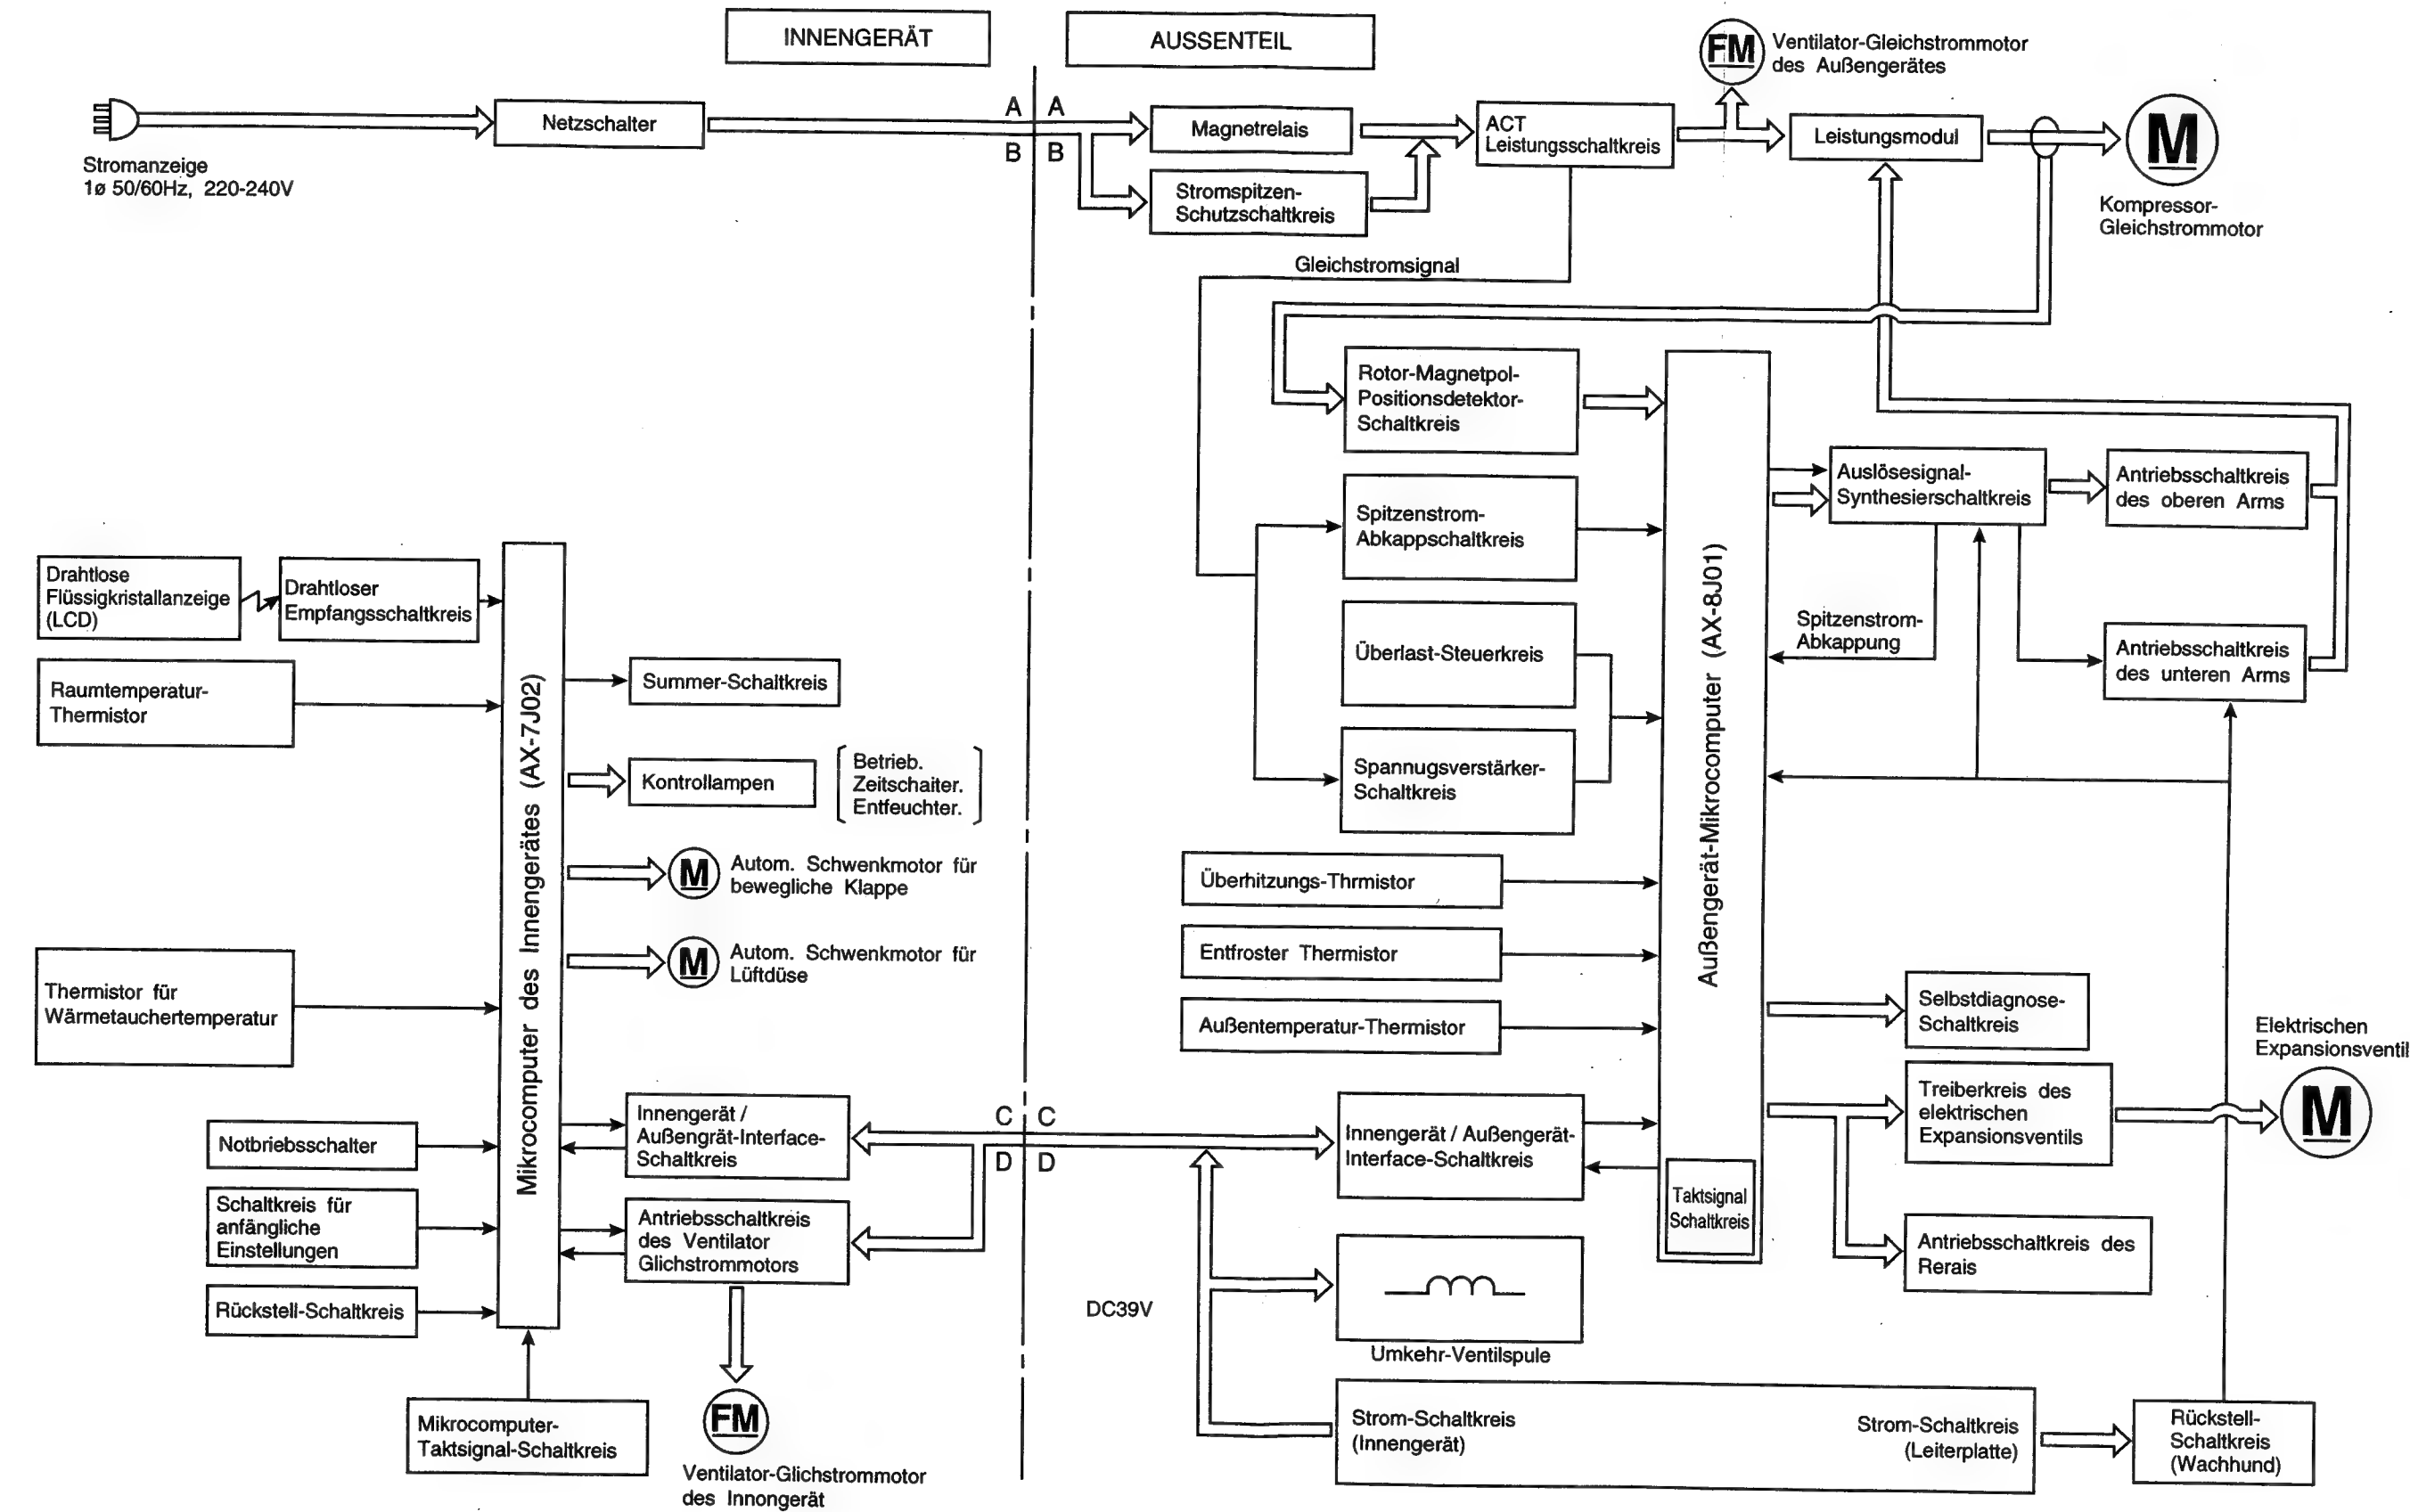 INNENGERÄT
AUSSENTEIL
FM
Ventilator-Gleichstrommotor
des Außengerätes
Stromanzeige
1ø 50/60Hz, 220-240V
Netzschalter
A A
B B
Magnetrelais
Stromspitzen-
Schutzschaltkreis
ACT
Leistungsschaltkreis
Leistungsmodul
M
Kompressor-
Gleichstrommotor
Gleichstromsignal
Rotor-Magnetpol-
Positionsdetektor-
Schaltkreis
Spitzenstrom-
Abkappschaltkreis
Überlast-Steuerkreis
Spannugsverstärker-
Schaltkreis
Überhitzungs-Thrmistor
Entfroster Thermistor
Außentemperatur-Thermistor
Außengerät-Mikrocomputer (AX-8J01)
Auslösesignal-
Synthesierschaltkreis
Antriebsschaltkreis
des oberen Arms
Spitzenstrom-
Abkappung
Antriebsschaltkreis
des unteren Arms
Drahtlose
Flüssigkristallanzeige
(LCD)
Drahtloser
Empfangsschaltkreis
Raumtemperatur-
Thermistor
Thermistor für
Wärmetauchertemperatur
Notbriebsschalter
Schaltkreis für
anfängliche
Einstellungen
Rückstell-Schaltkreis
Mikrocomputer-
Taktsignal-Schaltkreis
Mikrocomputer des Innengerätes (AX-7J02)
Summer-Schaltkreis
Kontrollampen
Betrieb.
Zeitschaiter.
Entfeuchter.
M
Autom. Schwenkmotor für
bewegliche Klappe
M
Autom. Schwenkmotor für
Lüftdüse
Innengerät /
Außengrät-Interface-
Schaltkreis
Antriebsschaltkreis
des Ventilator
Glichstrommotors
FM
Ventilator-Glichstrommotor
des Innongerät
C C
D D
DC39V
Innengerät / Außengerät-
Interface-Schaltkreis
Taktsignal
Schaltkreis
Umkehr-Ventilspule
Strom-Schaltkreis
(Innengerät)
Strom-Schaltkreis
(Leiterplatte)
Rückstell-
Schaltkreis
(Wachhund)
Selbstdiagnose-
Schaltkreis
Treiberkreis des
elektrischen
Expansionsventils
Antriebsschaltkreis des
Rerais
Elektrischen
Expansionsventil
M